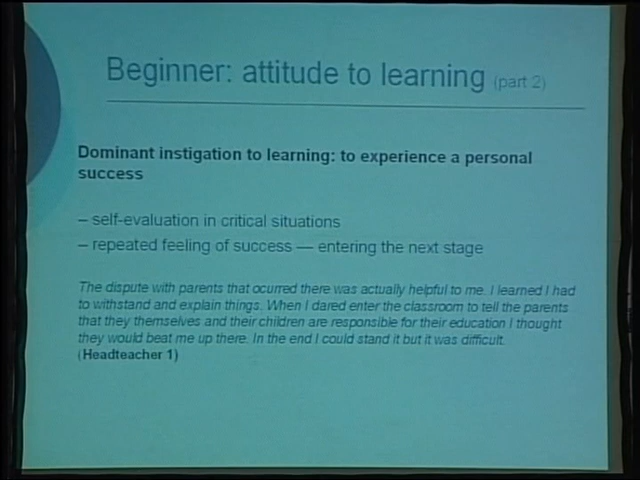 Beginner: attitude to learning (part 2)
Dominant instigation to learning: to experience a personal
success
– self-evaluation in critical situations
– repeated feeling of success — entering the next stage
The dispute with parents that ocurred there was actually helpful to me. I learned I had
to withstand and explain things. When I dared enter the classroom to tell the parents
that they themselves and their children are responsible for their education I thought
they would beat me up there. In the end I could stand it but it was difficult.
(Headteacher 1)